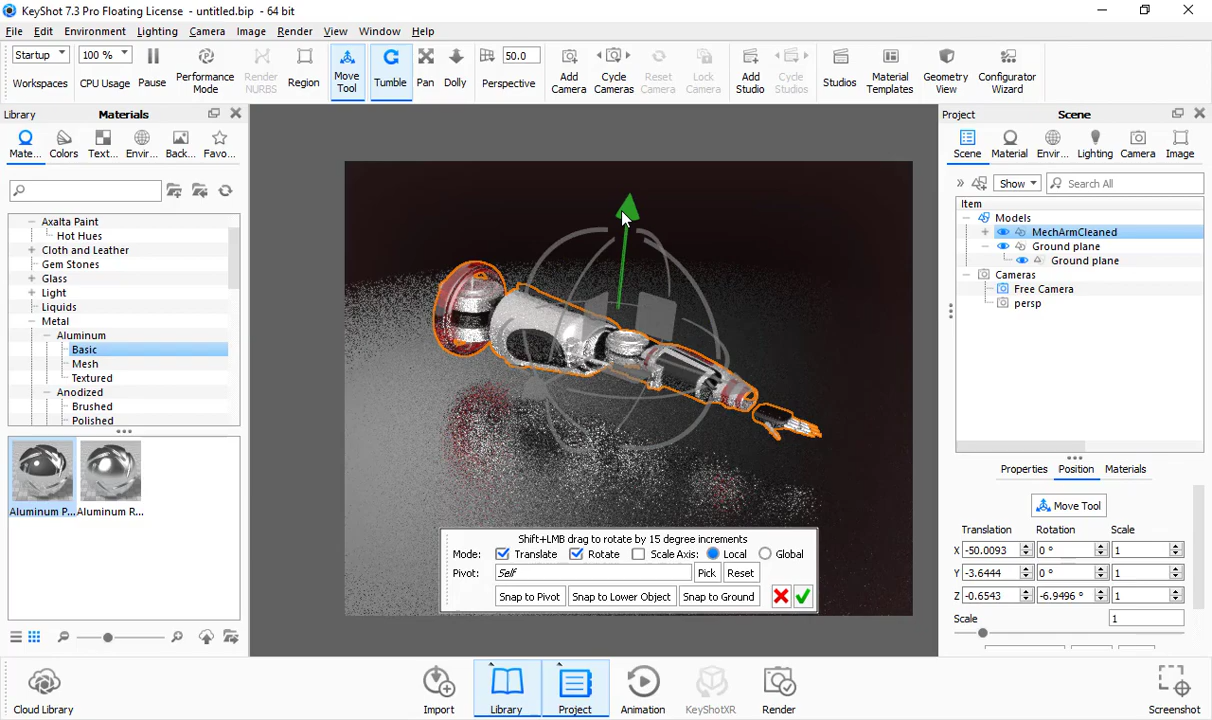 KeyShot 7.3 Pro Floating License - untitled.bip - 64 bit
File Edit Environment Lighting Camera Image Render View Window Help
Startup 100 % 50.0
Workspaces CPU Usage Pause Performance Mode Render NURBS Region Move Tool Tumble Pan Dolly Perspective Add Camera Cycle Cameras Reset Camera Lock Camera Add Studio Cycle Studios Studios Material Templates Geometry View Configurator Wizard
Library Materials
Mate... Colors Text... Envir... Back... Favo...
Axalta Paint
Hot Hues
Cloth and Leather
Gem Stones
Glass
Light
Liquids
Metal
Aluminum
Basic
Mesh
Textured
Anodized
Brushed
Polished
Aluminum P... Aluminum R...
Shift+LMB drag to rotate by 15 degree increments
Mode: Translate Rotate Scale Axis: Local Global
Pivot: Self Pick Reset
Snap to Pivot Snap to Lower Object Snap to Ground
Project Scene
Scene Material Envir... Lighting Camera Image
» Show Search All
Item
Models
MechArmCleaned
Ground plane
Ground plane
Cameras
Free Camera
persp
Properties Position Materials
Move Tool
Translation Rotation Scale
X -50.0093 0 ° 1
Y -3.6444 0 ° 1
Z -0.6543 -6.9496 ° 1
Scale 1
Cloud Library Import Library Project Animation KeyShotXR Render Screenshot